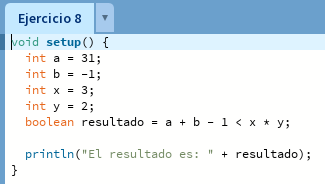 Ejercicio 8
void setup() {
  int a = 31;
  int b = -1;
  int x = 3;
  int y = 2;
  boolean resultado = a + b - 1 < x * y;
  println("El resultado es: " + resultado);
}